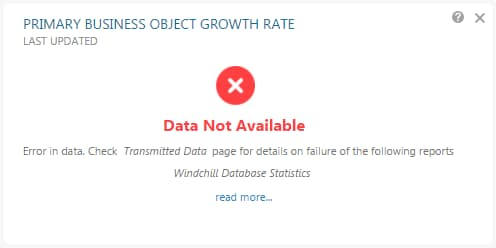 PRIMARY BUSINESS OBJECT GROWTH RATE
LAST UPDATED
Data Not Available
Error in data. Check Transmitted Data page for details on failure of the following reports
Windchill Database Statistics
read more...